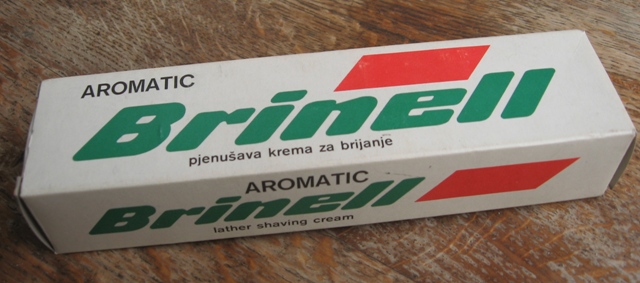 AROMATIC
Brinell
pjenušava krema za brijanje
AROMATIC
Brinell
lather shaving cream